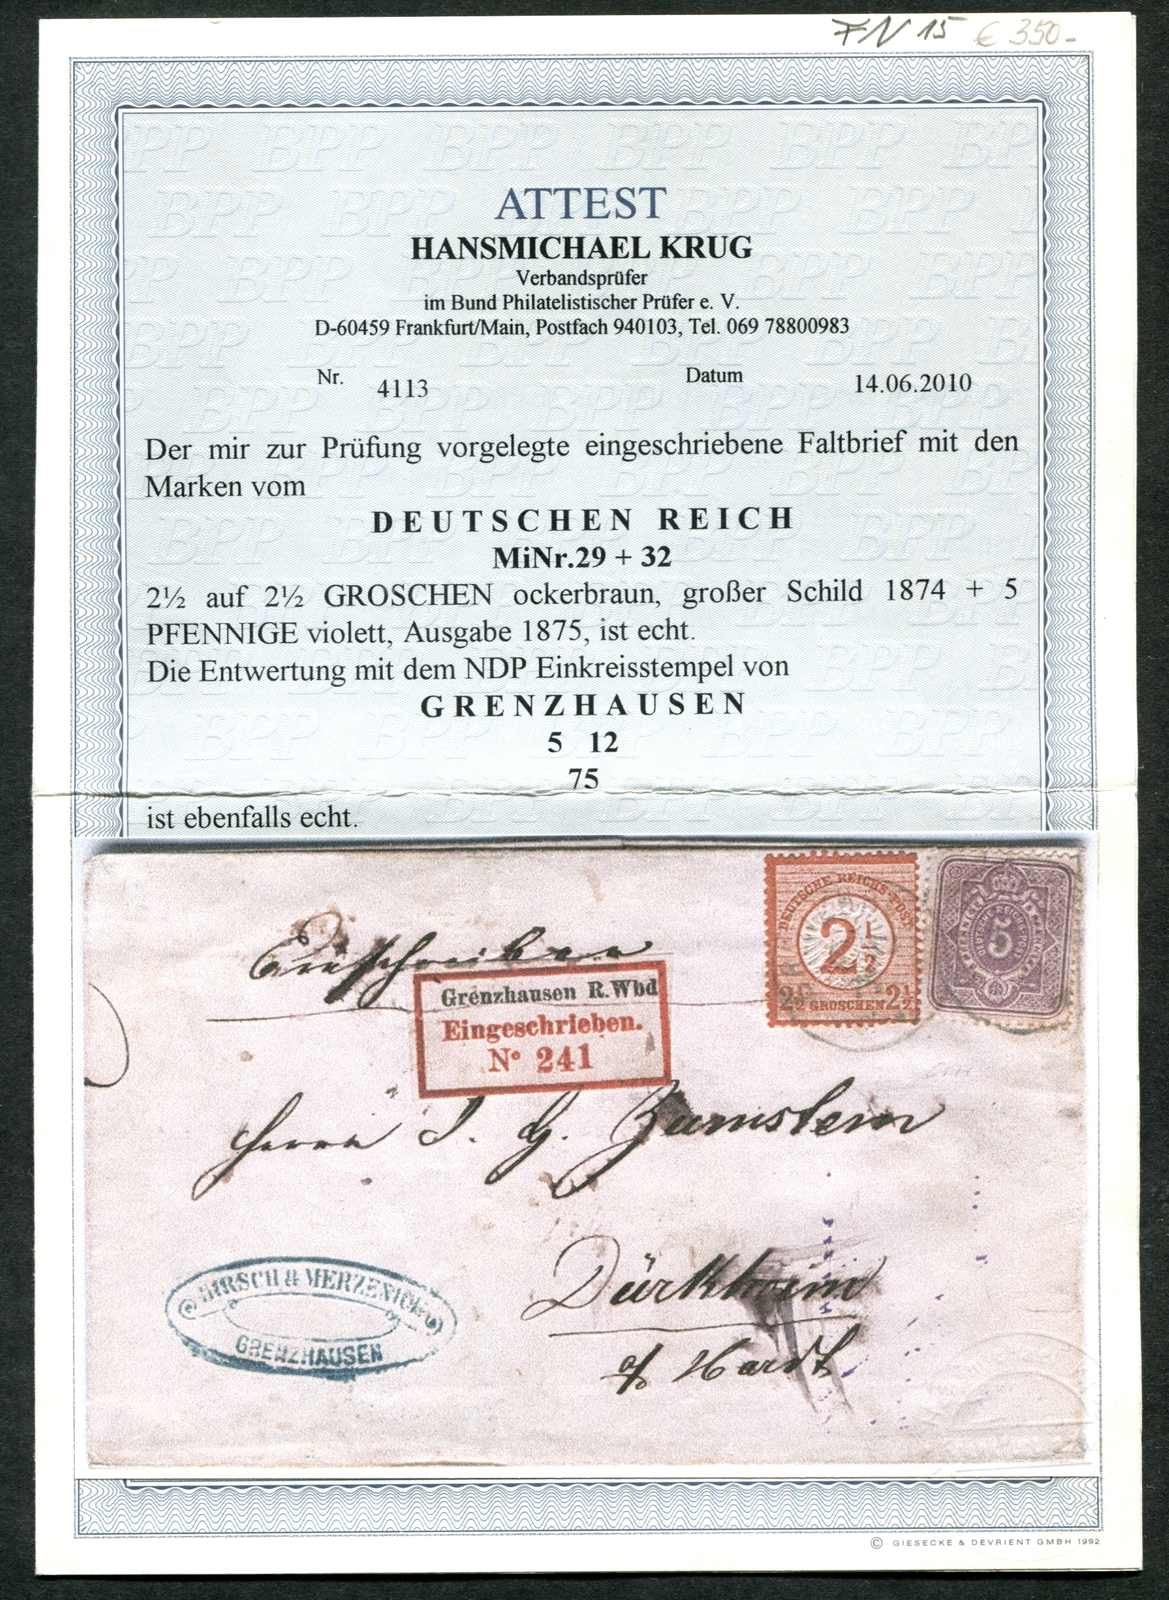 FN 15 € 350.-
ATTEST
HANSMICHAEL KRUG
Verbandsprüfer
im Bund Philatelistischer Prüfer e. V.
D-60459 Frankfurt/Main, Postfach 940103, Tel. 069 78800983
Nr. 4113 Datum 14.06.2010
Der mir zur Prüfung vorgelegte eingeschriebene Faltbrief mit den
Marken vom
DEUTSCHEN REICH
MiNr.29 + 32
2½ auf 2½ GROSCHEN ockerbraun, großer Schild 1874 + 5
PFENNIGE violett, Ausgabe 1875, ist echt.
Die Entwertung mit dem NDP Einkreisstempel von
GRENZHAUSEN
5 12
75
ist ebenfalls echt.
DEUTSCHE REICHS-POST
2½
2½ GROSCHEN 2½
5
Einschreiben
Grenzhausen R.Wbd
Eingeschrieben.
No 241
Herrn J. G. Zumstein
Dürkheim
a/ Hardt
HIRSCH & MERZENICH
GRENZHAUSEN
© GIESECKE & DEVRIENT GMBH 1992